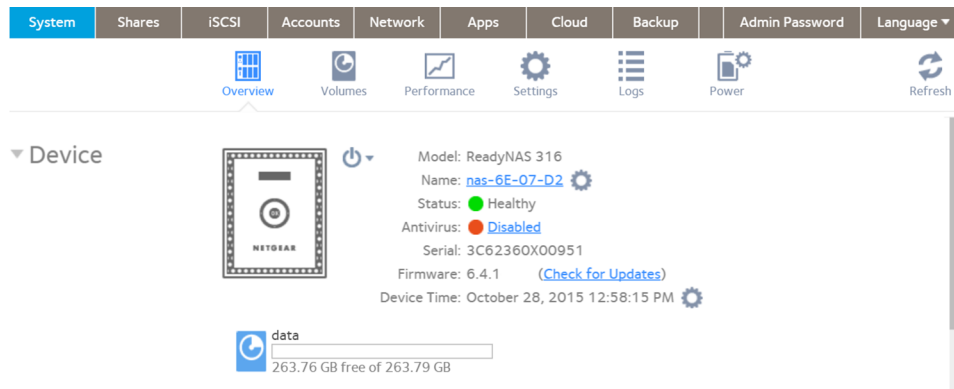 System Shares iSCSI Accounts Network Apps Cloud Backup Admin Password Language
Overview Volumes Performance Settings Logs Power Refresh
Device
Model: ReadyNAS 316
Name: nas-6E-07-D2
Status: Healthy
Antivirus: Disabled
Serial: 3C62360X00951
Firmware: 6.4.1 (Check for Updates)
Device Time: October 28, 2015 12:58:15 PM
NETGEAR
data
263.76 GB free of 263.79 GB